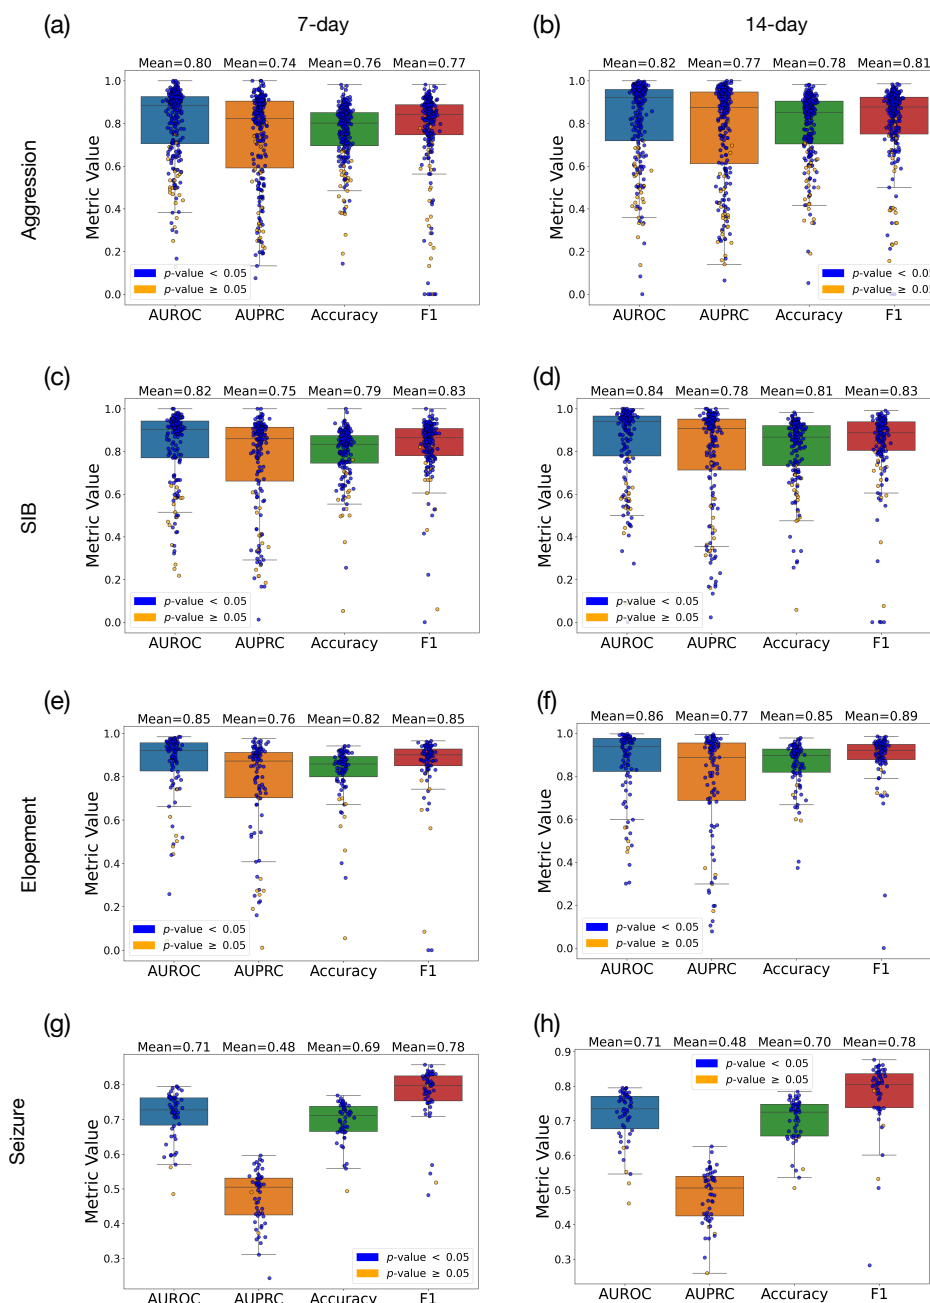 (a) 7-day
(b) 14-day
Aggression
Mean=0.80 Mean=0.74 Mean=0.76 Mean=0.77
Metric Value
1.0
0.8
0.6
0.4
0.2
0.0
p-value < 0.05
p-value ≥ 0.05
AUROC AUPRC Accuracy F1
Mean=0.82 Mean=0.77 Mean=0.78 Mean=0.81
Metric Value
1.0
0.8
0.6
0.4
0.2
0.0
p-value < 0.05
p-value ≥ 0.05
AUROC AUPRC Accuracy F1
SIB
(c)
Mean=0.82 Mean=0.75 Mean=0.79 Mean=0.83
Metric Value
1.0
0.8
0.6
0.4
0.2
0.0
p-value < 0.05
p-value ≥ 0.05
AUROC AUPRC Accuracy F1
(d)
Mean=0.84 Mean=0.78 Mean=0.81 Mean=0.83
Metric Value
1.0
0.8
0.6
0.4
0.2
0.0
p-value < 0.05
p-value ≥ 0.05
AUROC AUPRC Accuracy F1
Elopement
(e)
Mean=0.85 Mean=0.76 Mean=0.82 Mean=0.85
Metric Value
1.0
0.8
0.6
0.4
0.2
0.0
p-value < 0.05
p-value ≥ 0.05
AUROC AUPRC Accuracy F1
(f)
Mean=0.86 Mean=0.77 Mean=0.85 Mean=0.89
Metric Value
1.0
0.8
0.6
0.4
0.2
0.0
p-value < 0.05
p-value ≥ 0.05
AUROC AUPRC Accuracy F1
Seizure
(g)
Mean=0.71 Mean=0.48 Mean=0.69 Mean=0.78
Metric Value
0.8
0.7
0.6
0.5
0.4
0.3
p-value < 0.05
p-value ≥ 0.05
AUROC AUPRC Accuracy F1
(h)
Mean=0.71 Mean=0.48 Mean=0.70 Mean=0.78
Metric Value
0.9
0.8
0.7
0.6
0.5
0.4
0.3
p-value < 0.05
p-value ≥ 0.05
AUROC AUPRC Accuracy F1